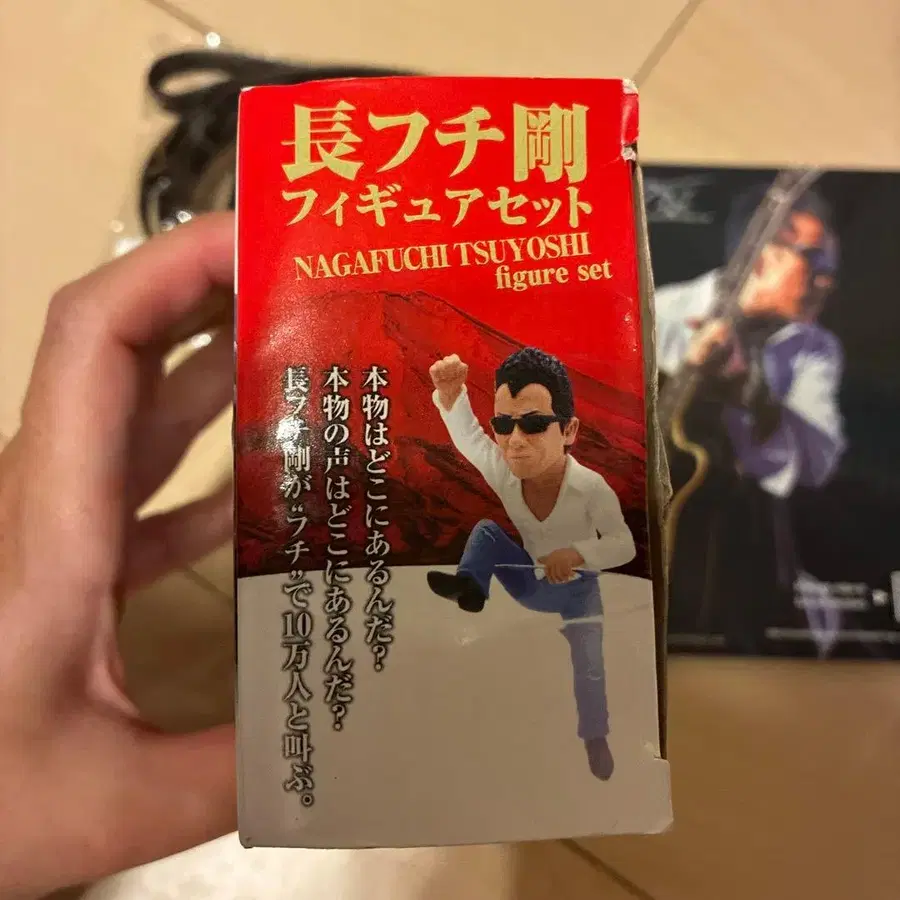 長フチ剛
フィギュアセット
NAGAFUCHI TSUYOSHI
figure set
本物はどこにあるんだ?
本物の声はどこにあるんだ?
長フチ剛が“フチ”で10万人と叫ぶ。